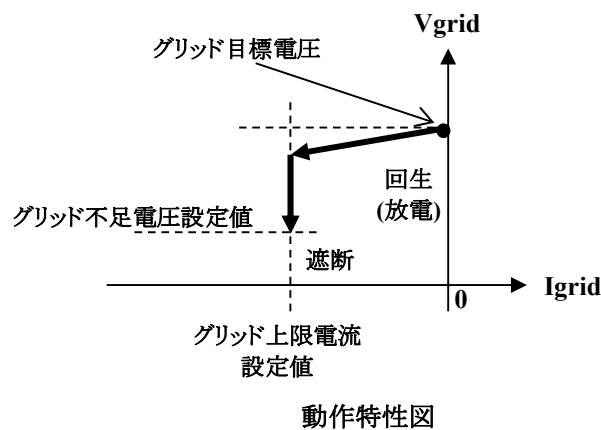 Vgrid
グリッド目標電圧
回生
(放電)
グリッド不足電圧設定値
遮断
0
Igrid
グリッド上限電流
設定値
動作特性図